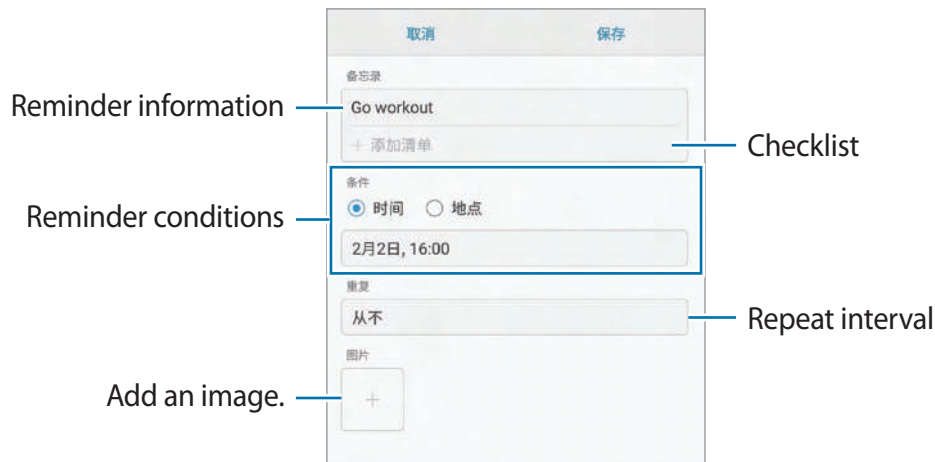 取消 保存
备忘录
Reminder information
Go workout
+ 添加清单
Checklist
条件
Reminder conditions
时间 地点
2月2日, 16:00
重复
从不
Repeat interval
图片
Add an image.
+